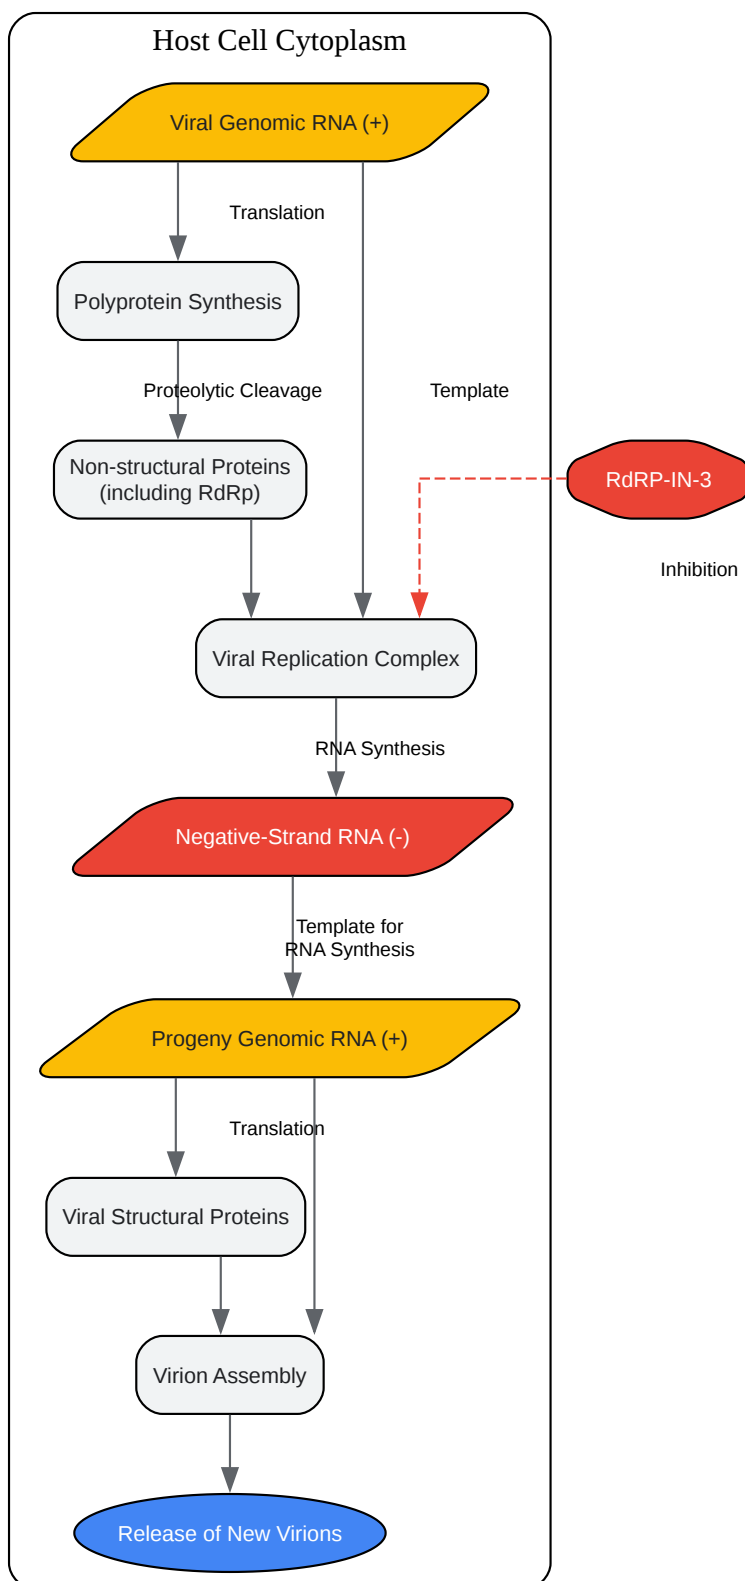 Host Cell Cytoplasm
Viral Genomic RNA (+)
Translation
Polyprotein Synthesis
Proteolytic Cleavage
Template
Non-structural Proteins
(including RdRp)
RdRP-IN-3
Inhibition
Viral Replication Complex
RNA Synthesis
Negative-Strand RNA (-)
Template for
RNA Synthesis
Progeny Genomic RNA (+)
Translation
Viral Structural Proteins
Virion Assembly
Release of New Virions